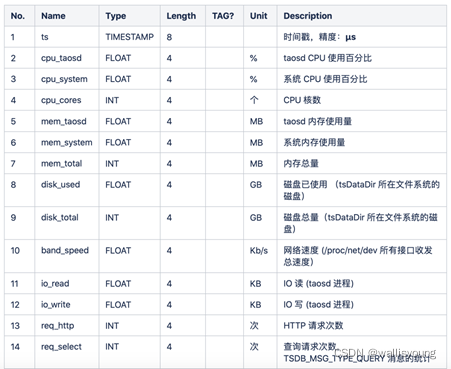 No. Name Type Length TAG? Unit Description
1 ts TIMESTAMP 8 时间戳，精度：µs
2 cpu_taosd FLOAT 4 % taosd CPU 使用百分比
3 cpu_system FLOAT 4 % 系统 CPU 使用百分比
4 cpu_cores INT 4 个 CPU 核数
5 mem_taosd FLOAT 4 MB taosd 内存使用量
6 mem_system FLOAT 4 MB 系统内存使用量
7 mem_total INT 4 MB 内存总量
8 disk_used FLOAT 4 GB 磁盘已使用 （tsDataDir 所在文件系统的
磁盘）
9 disk_total INT 4 GB 磁盘总量（tsDataDir 所在文件系统的磁
盘）
10 band_speed FLOAT 4 Kb/s 网络速度 (/proc/net/dev 所有接口收发
总速度）
11 io_read FLOAT 4 KB IO 读 (taosd 进程)
12 io_write FLOAT 4 KB IO 写 (taosd 进程)
13 req_http INT 4 次 HTTP 请求次数
14 req_select INT 4 次 查询请求次数，
TSDB_MSG_TYPE_QUERY 消息的统计
CSDN @wallisyoung